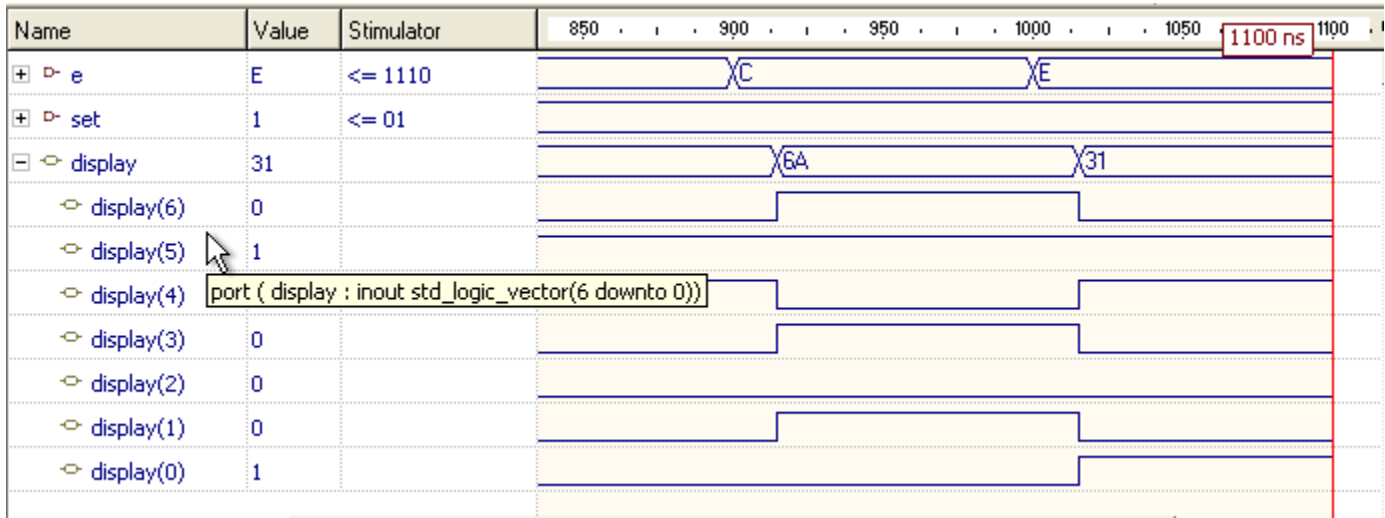 Name Value Stimulator 850 900 950 1000 1050 1100 ns 1100
e E <= 1110 C E
set 1 <= 01
display 31 6A 31
display(6) 0
display(5) 1
display(4) port ( display : inout std_logic_vector(6 downto 0))
display(3) 0
display(2) 0
display(1) 0
display(0) 1